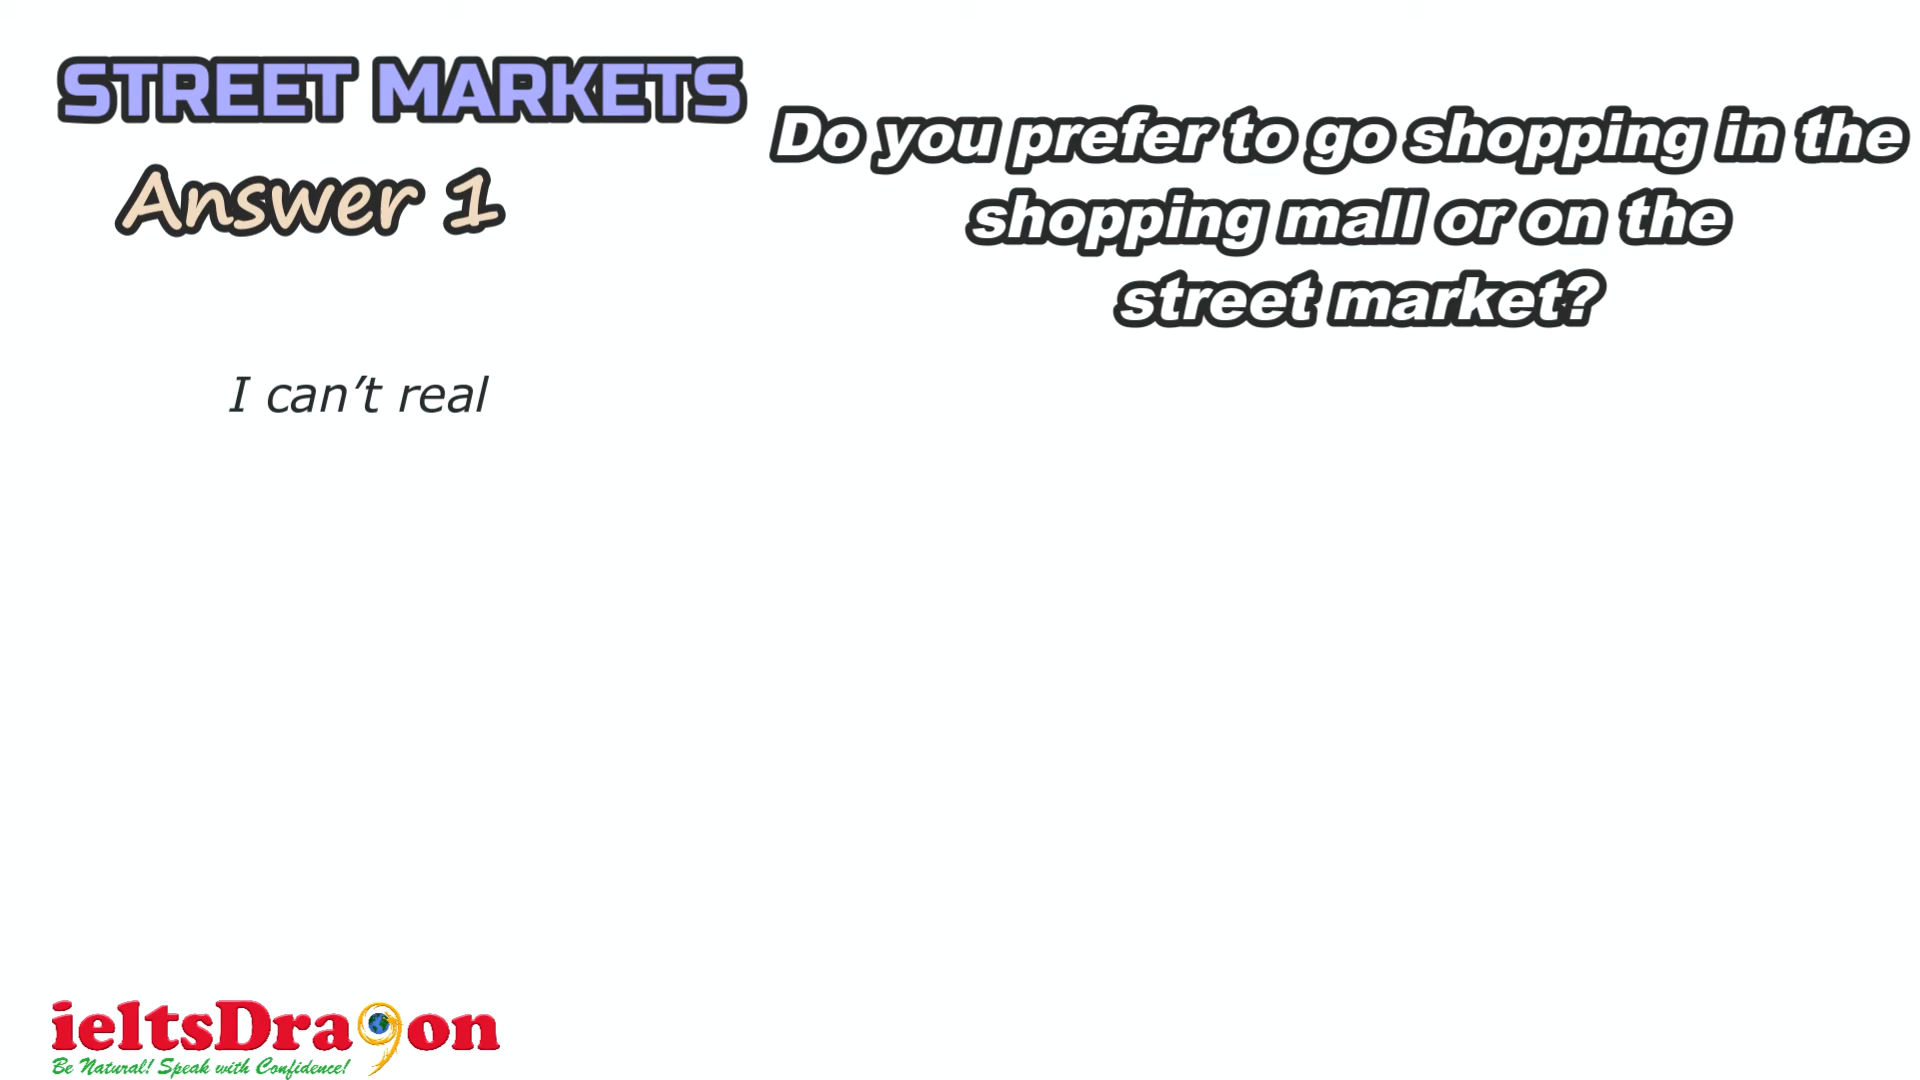 STREET MARKETS
Answer 1
Do you prefer to go shopping in the
shopping mall or on the
street market?
I can’t real
ieltsDra9on
Be Natural! Speak with Confidence!